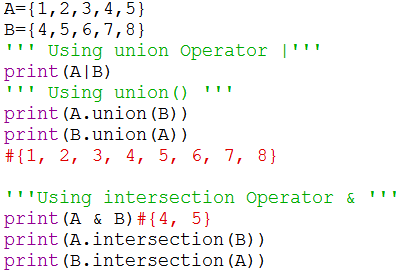 A={1,2,3,4,5}
B={4,5,6,7,8}
''' Using union Operator |'''
print(A|B)
''' Using union() '''
print(A.union(B))
print(B.union(A))
#{1, 2, 3, 4, 5, 6, 7, 8}
'''Using intersection Operator & '''
print(A & B)#{4, 5}
print(A.intersection(B))
print(B.intersection(A))